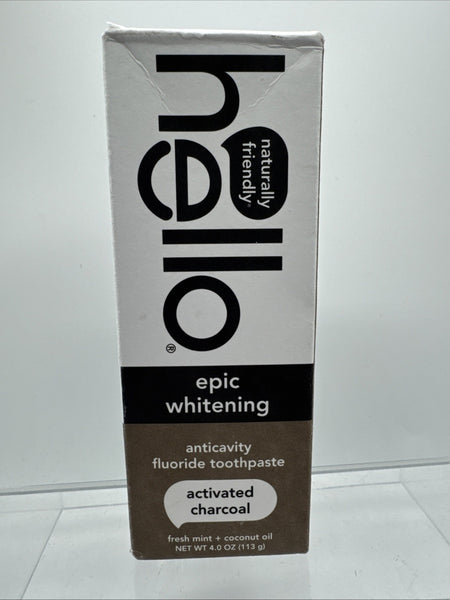 hello®
naturally
friendly®
epic
whitening
anticavity
fluoride toothpaste
activated
charcoal
fresh mint + coconut oil
NET WT 4.0 OZ (113 g)